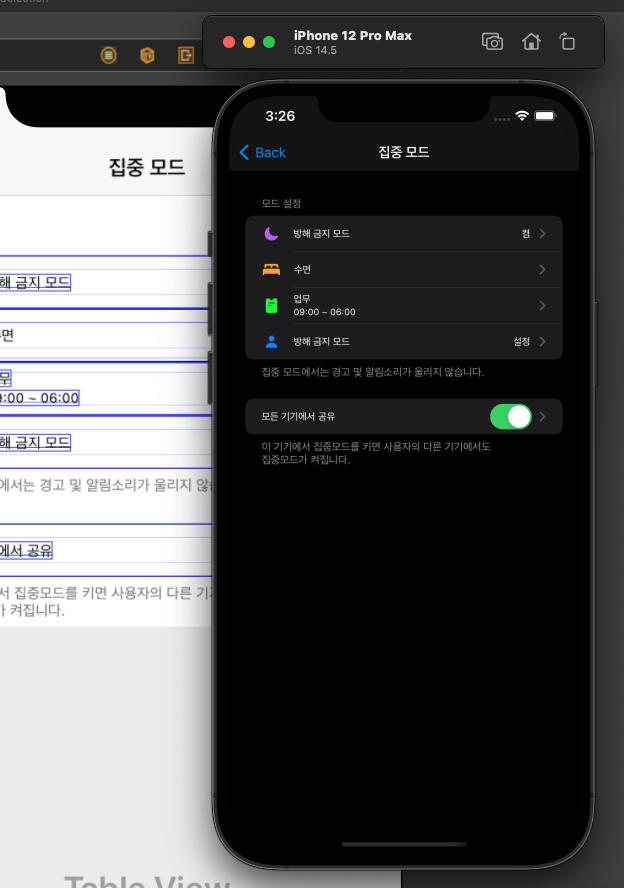 iPhone 12 Pro Max
iOS 14.5
3:26
Back
집중 모드
모드 설정
방해 금지 모드
켬
수면
업무
09:00 ~ 06:00
방해 금지 모드
설정
집중 모드에서는 경고 및 알림소리가 울리지 않습니다.
모든 기기에서 공유
이 기기에서 집중모드를 키면 사용자의 다른 기기에서도
집중모드가 켜집니다.
집중 모드
해 금지 모드
면
무
:00 ~ 06:00
해 금지 모드
에서는 경고 및 알림소리가 울리지 않
에서 공유
서 집중모드를 키면 사용자의 다른
가 켜집니다.
Table View